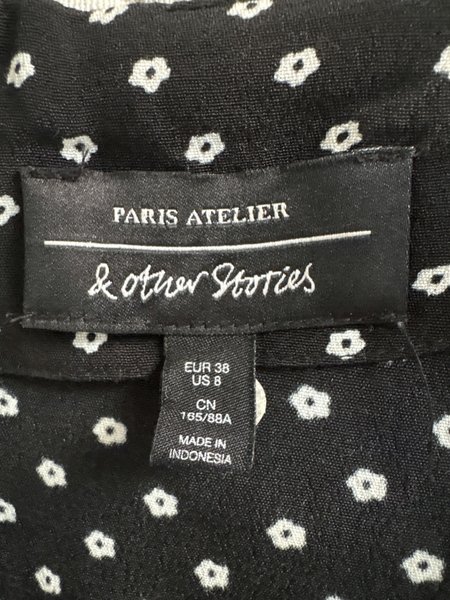 PARIS ATELIER
& other Stories
EUR 38
US 8
CN
165/88A
MADE IN
INDONESIA